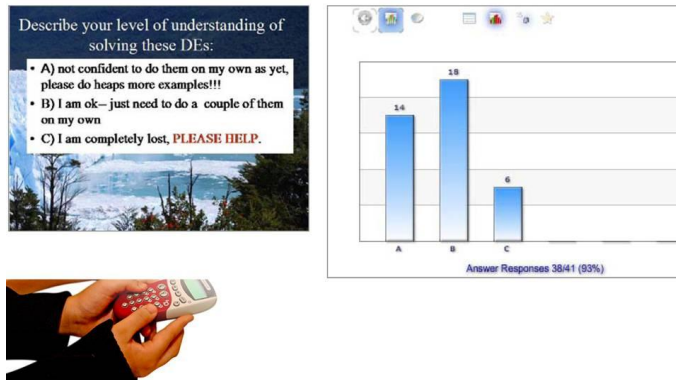 Describe your level of understanding of
solving these DEs:
• A) not confident to do them on my own as yet,
please do heaps more examples!!!
• B) I am ok– just need to do a couple of them
on my own
• C) I am completely lost, PLEASE HELP.
14
18
6
A
B
C
Answer Responses 38/41 (93%)